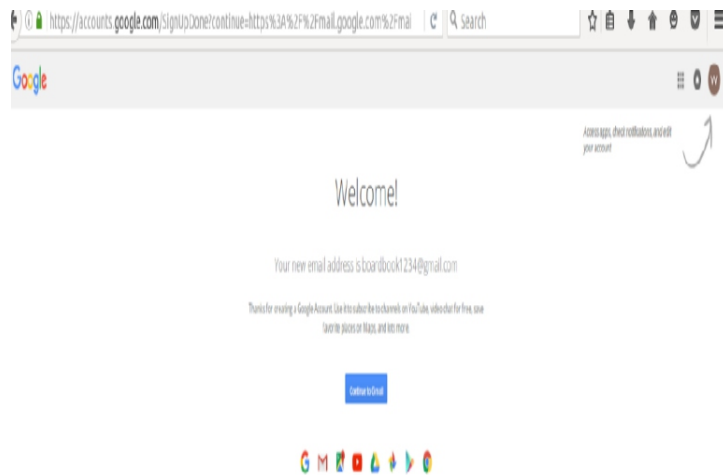 https://accounts.google.com/SignUpDone?continue=https%3A%2F%2Fmail.google.com%2Fmai
Search
Google
W
Access apps, check notifications, and edit
your account
Welcome!
Your new email address is boardbook1234@gmail.com
Thanks for creating a Google Account. Use it to subscribe to channels on YouTube, video chat for free, save
favorite places on Maps, and lots more.
Continue to Gmail